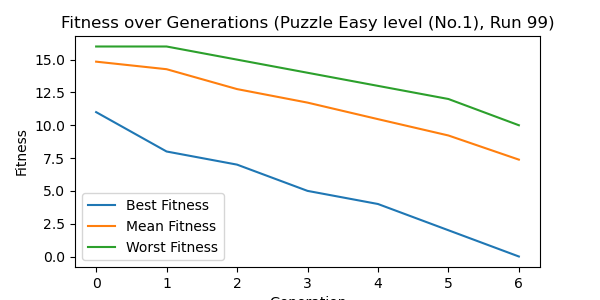 Fitness over Generations (Puzzle Easy level (No.1), Run 99)
15.0
12.5
10.0
7.5
5.0
2.5
0.0
Fitness
Best Fitness
Mean Fitness
Worst Fitness
0 1 2 3 4 5 6
Generation